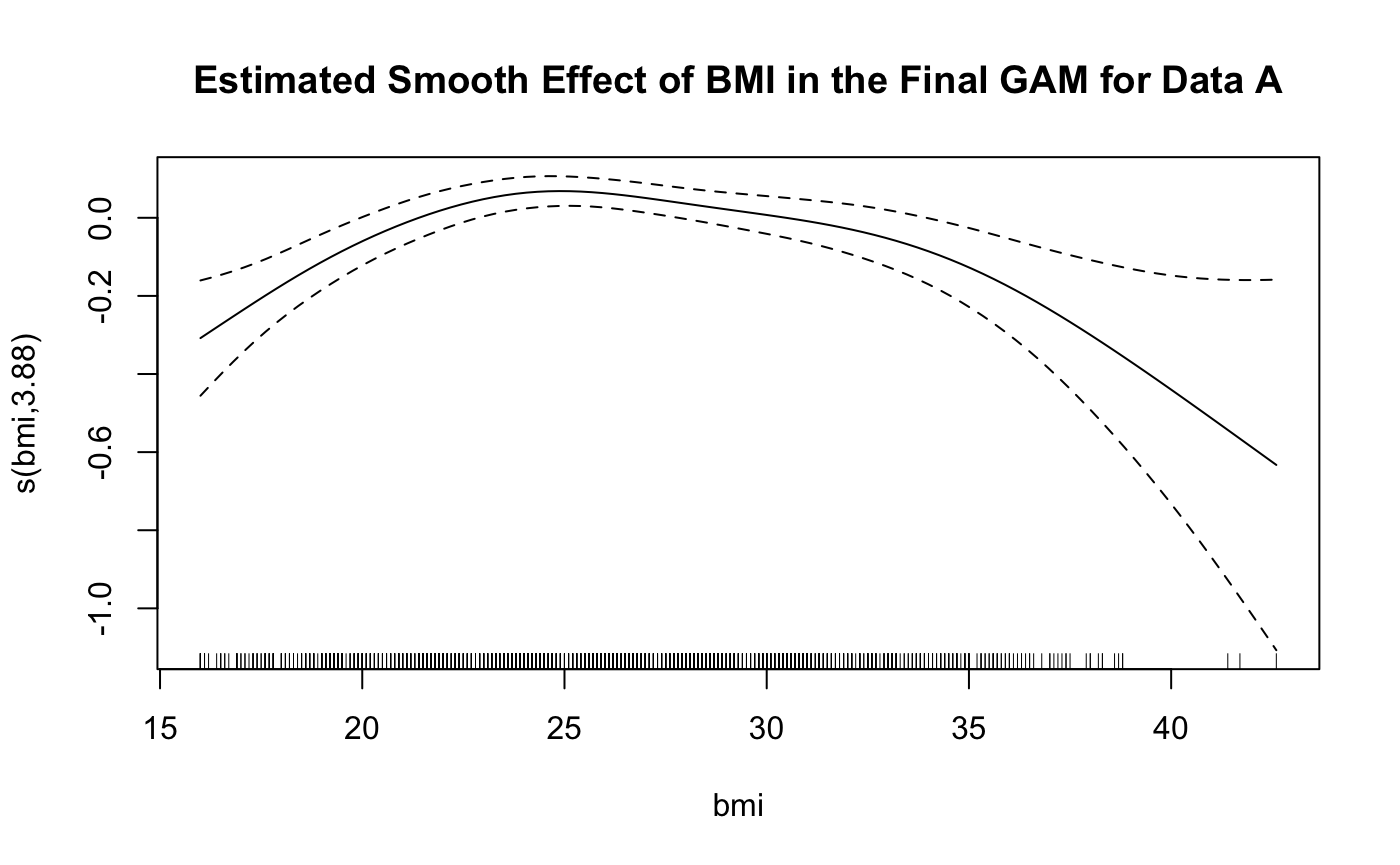 Estimated Smooth Effect of BMI in the Final GAM for Data A
s(bmi,3.88)
0.0
-0.2
-0.6
-1.0
15 20 25 30 35 40
bmi